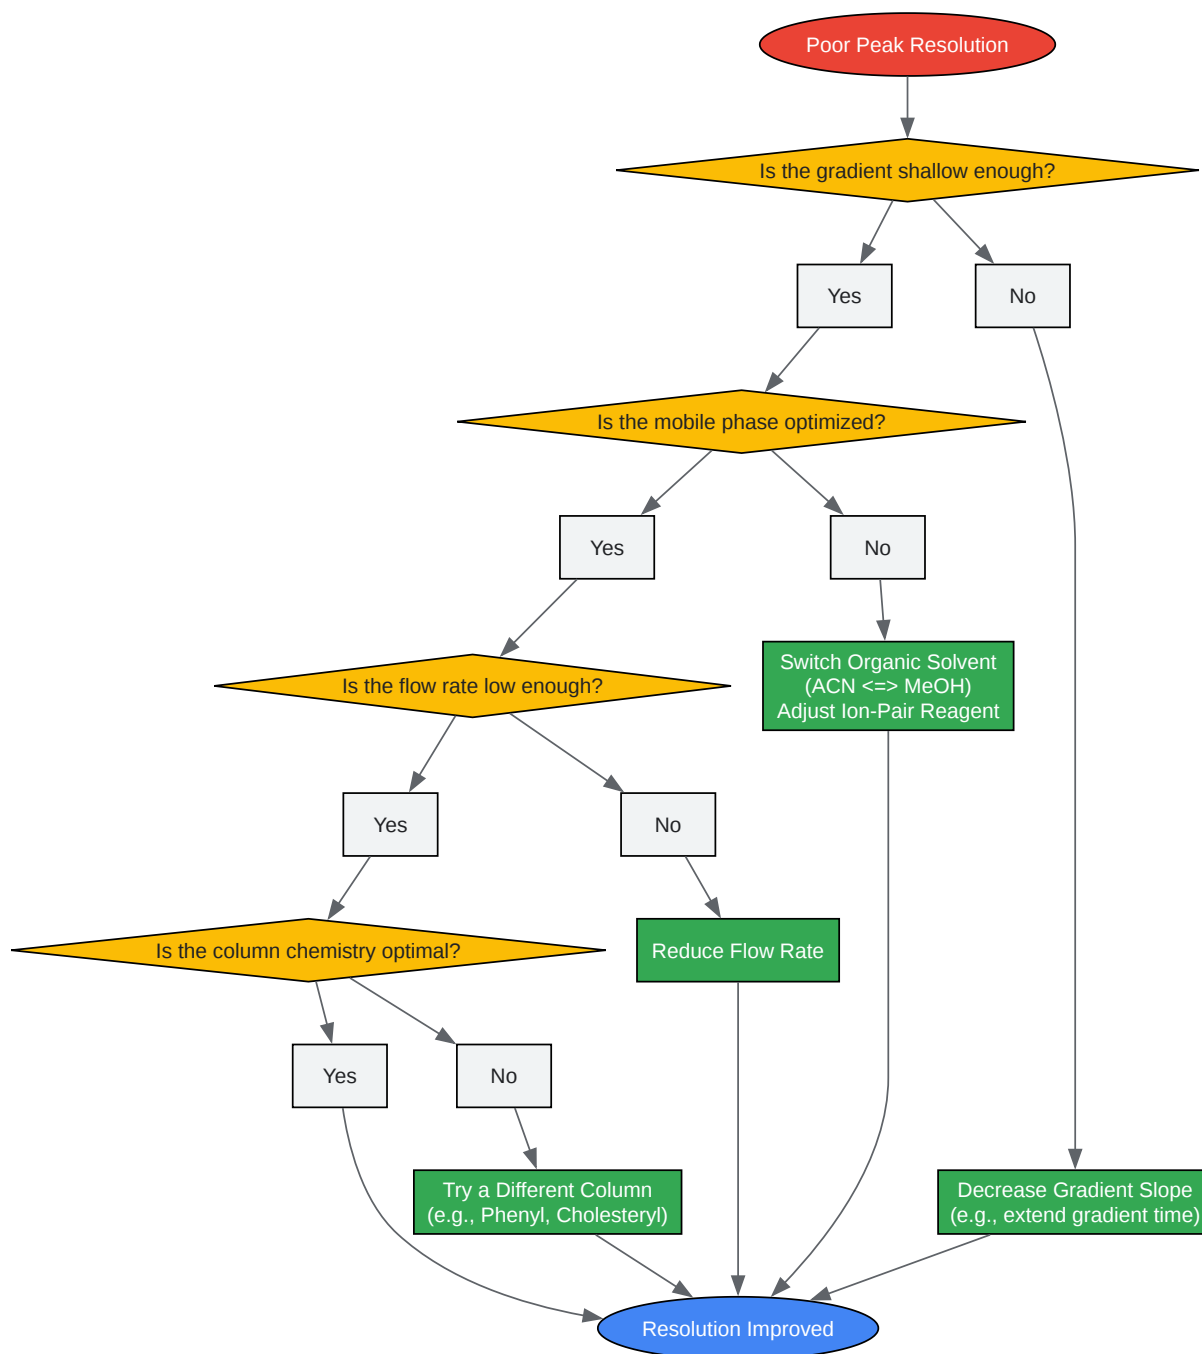 Poor Peak Resolution
Is the gradient shallow enough?
Yes
No
Is the mobile phase optimized?
Yes
No
Switch Organic Solvent
(ACN <=> MeOH)
Adjust Ion-Pair Reagent
Is the flow rate low enough?
Yes
No
Is the column chemistry optimal?
Reduce Flow Rate
Yes
No
Try a Different Column
(e.g., Phenyl, Cholesteryl)
Decrease Gradient Slope
(e.g., extend gradient time)
Resolution Improved